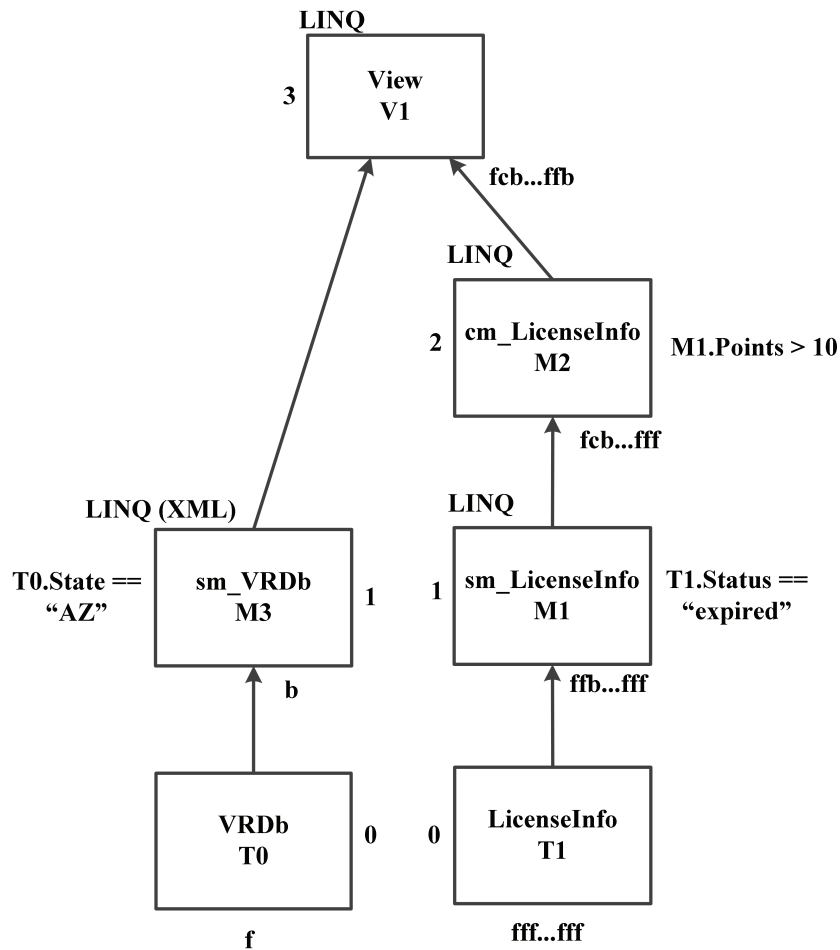 LINQ
View
V1
3
fcb...ffb
LINQ
cm_LicenseInfo
M2
2
M1.Points > 10
fcb...fff
LINQ (XML)
LINQ
T0.State ==
“AZ”
sm_VRDb
M3
1
1
sm_LicenseInfo
M1
T1.Status ==
“expired”
b
ffb...fff
VRDb
T0
0
0
LicenseInfo
T1
f
fff...fff